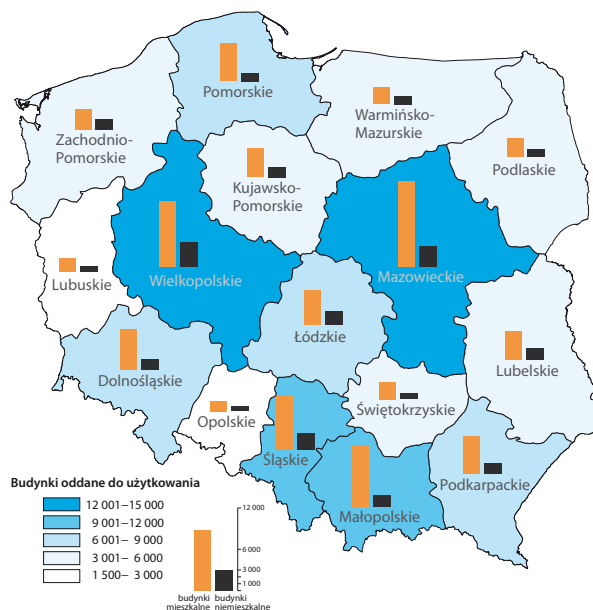 Pomorskie
Warmińsko-
Mazurskie
Zachodnio-
Pomorskie
Podlaskie
Kujawsko-
Pomorskie
Wielkopolskie
Mazowieckie
Lubuskie
Łódzkie
Lubelskie
Dolnośląskie
Świętokrzyskie
Opolskie
Śląskie
Podkarpackie
Małopolskie
Budynki oddane do użytkowania
12 001–15 000
9 001–12 000
6 001– 9 000
3 001– 6 000
1 500– 3 000
12 000
6 000
3 000
1 000
budynki
mieszkalne
budynki
niemieszkalne